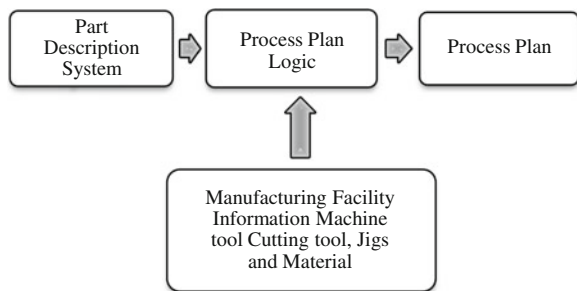 Part
Description
System
Process Plan
Logic
Process Plan
Manufacturing Facility
Information Machine
tool Cutting tool, Jigs
and Material